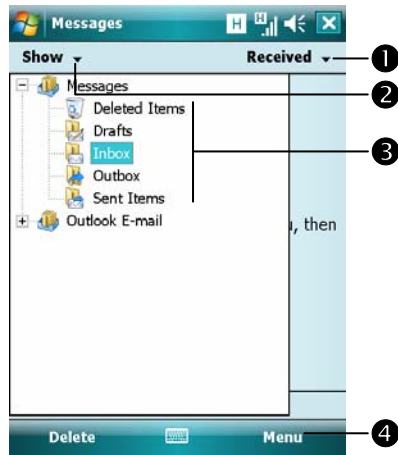 Messages H H
Show Received
1
2
Messages
Deleted Items
3
Drafts
Inbox
Outbox
Sent Items
Outlook E-mail , then
Delete Menu
4